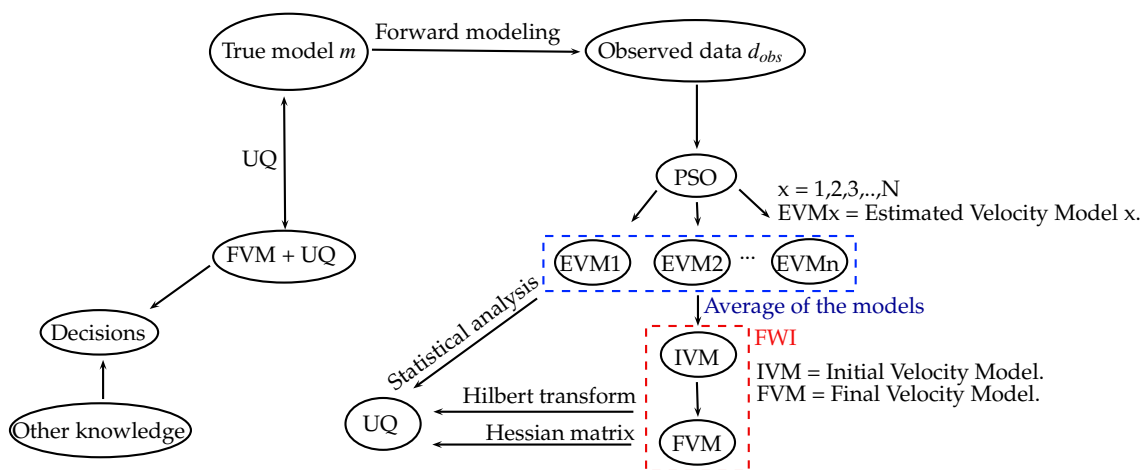 True model m
Forward modeling
Observed data dobs
UQ
PSO
x = 1,2,3,..,N
EVMx = Estimated Velocity Model x.
FVM + UQ
EVM1
EVM2
...
EVMn
Statistical analysis
Average of the models
Decisions
FWI
IVM
IVM = Initial Velocity Model.
FVM = Final Velocity Model.
Hilbert transform
Other knowledge
UQ
Hessian matrix
FVM